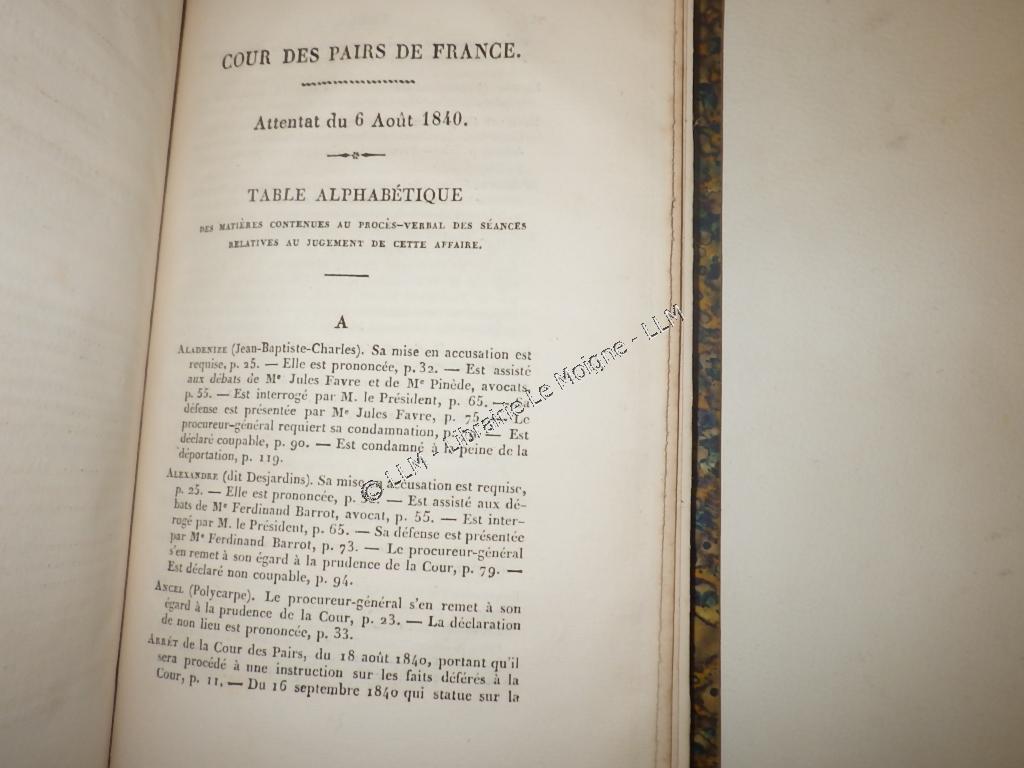 COUR DES PAIRS DE FRANCE.
Attentat du 6 Août 1840.
TABLE ALPHABÉTIQUE
DES MATIÈRES CONTENUES AU PROCÈS-VERBAL DES SÉANCES
RELATIVES AU JUGEMENT DE CETTE AFFAIRE.
A
ALADENIZE (Jean-Baptiste-Charles). Sa mise en accusation est
requise, p. 25. — Elle est prononcée, p. 32. — Est assisté
aux débats de Me Jules Favre et de Me Pinède, avocats,
p. 55. — Est interrogé par M. le Président, p. 65. — Sa
défense est présentée par Me Jules Favre, p. 75. — Le
procureur-général requiert sa condamnation, p. — Est
déclaré coupable, p. 90. — Est condamné à la peine de la
déportation, p. 119.
ALEXANDRE (dit Desjardins). Sa mise en accusation est requise,
p. 25. — Elle est prononcée, p. — Est assisté aux dé-
bats de Me Ferdinand Barrot, avocat, p. 55. — Est inter-
rogé par M. le Président, p. 65. — Sa défense est présentée
par Me Ferdinand Barrot, p. 73. — Le procureur-général
s'en remet à son égard à la prudence de la Cour, p. 79. —
Est déclaré non coupable, p. 94.
ANCEL (Polycarpe). Le procureur-général s'en remet à son
égard à la prudence de la Cour, p. 23. — La déclaration
de non lieu est prononcée, p. 33.
ARRÊT de la Cour des Pairs, du 18 août 1840, portant qu'il
sera procédé à une instruction sur les faits déférés à la
Cour, p. 11. — Du 16 septembre 1840 qui statue sur la
© LLM - Librairie Le Moigne - LLM